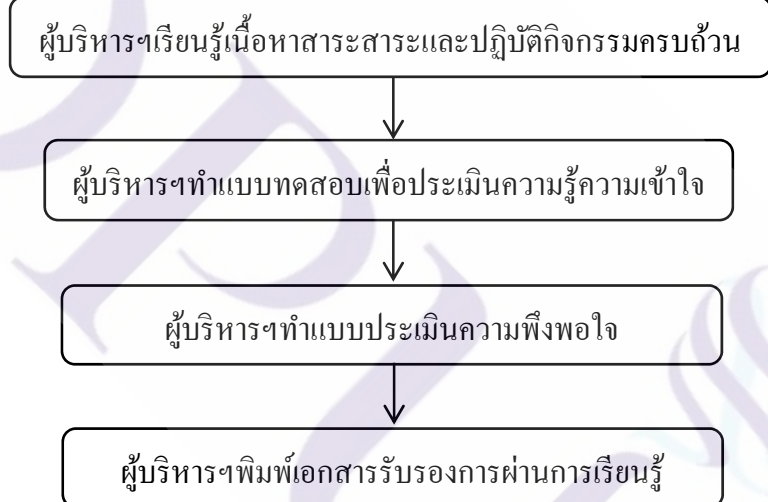 ผู้บริหารฯเรียนรู้เนื้อหาสาระสาระและปฏิบัติกิจกรรมครบถ้วน
ผู้บริหารฯทำแบบทดสอบเพื่อประเมินความรู้ความเข้าใจ
ผู้บริหารฯทำแบบประเมินความพึงพอใจ
ผู้บริหารฯพิมพ์เอกสารรับรองการผ่านการเรียนรู้